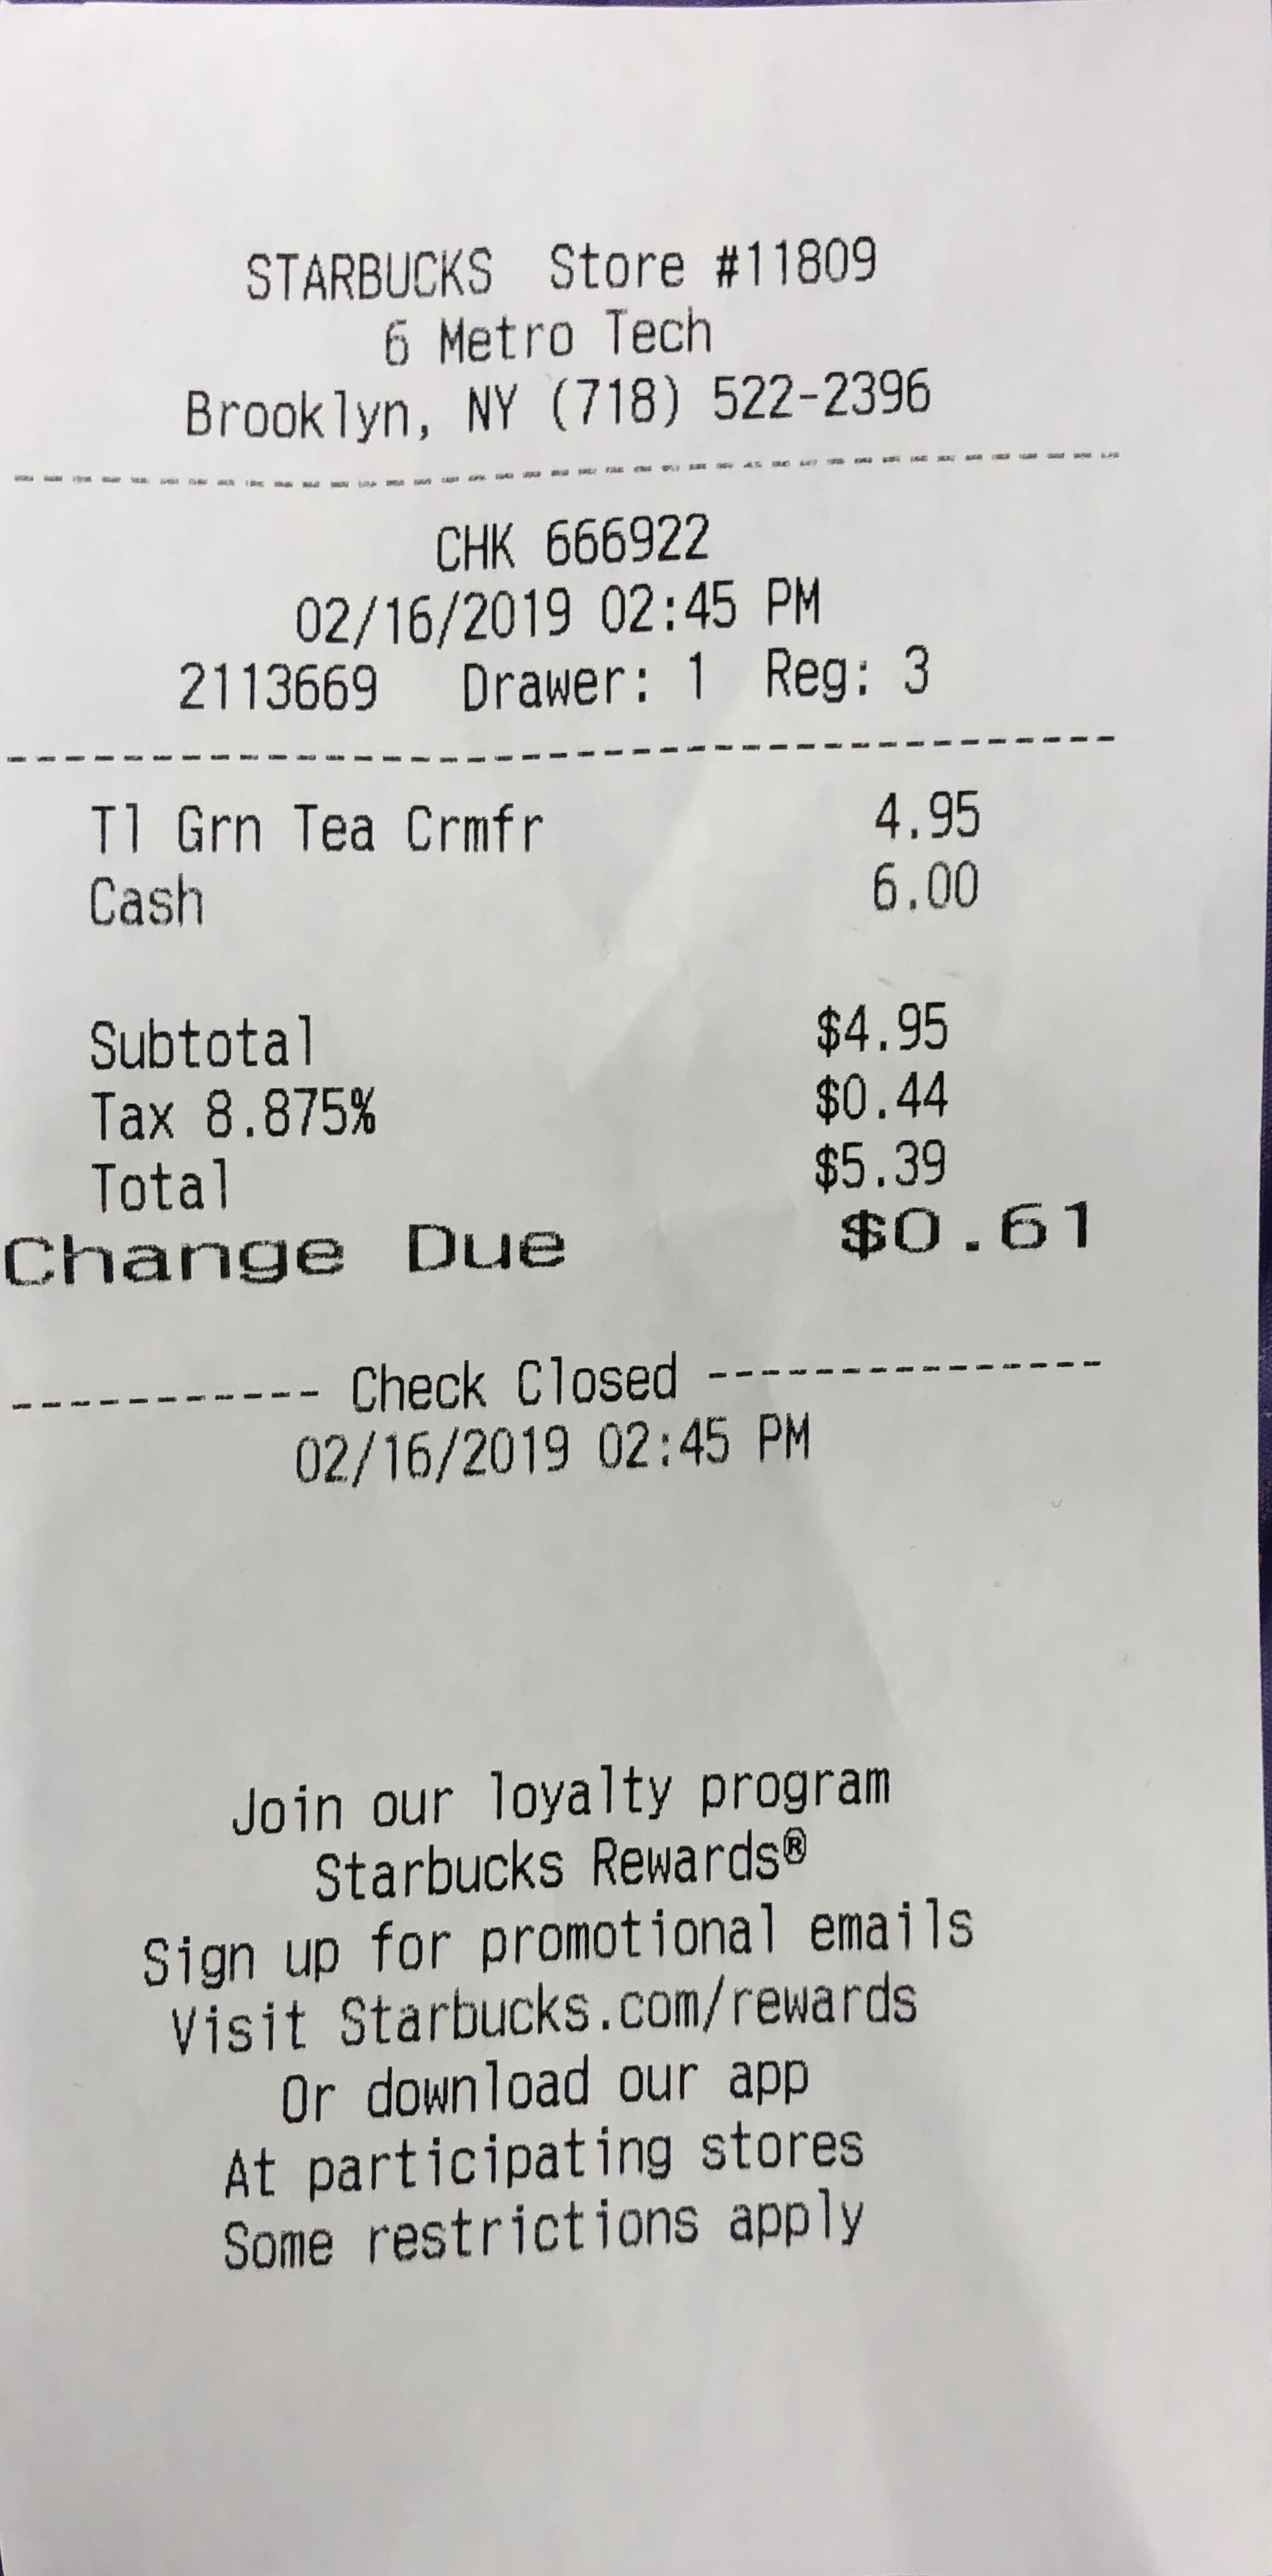 STARBUCKS Store #11809
6 Metro Tech
Brooklyn, NY (718) 522-2396
CHK 666922
02/16/2019 02:45 PM
2113669 Drawer: 1 Reg: 3
Tl Grn Tea Crmfr 4.95
Cash 6.00
Subtotal $4.95
Tax 8.875% $0.44
Total $5.39
Change Due $0.61
----------- Check Closed --------------
02/16/2019 02:45 PM
Join our loyalty program
Starbucks Rewards®
Sign up for promotional emails
Visit Starbucks.com/rewards
Or download our app
At participating stores
Some restrictions apply